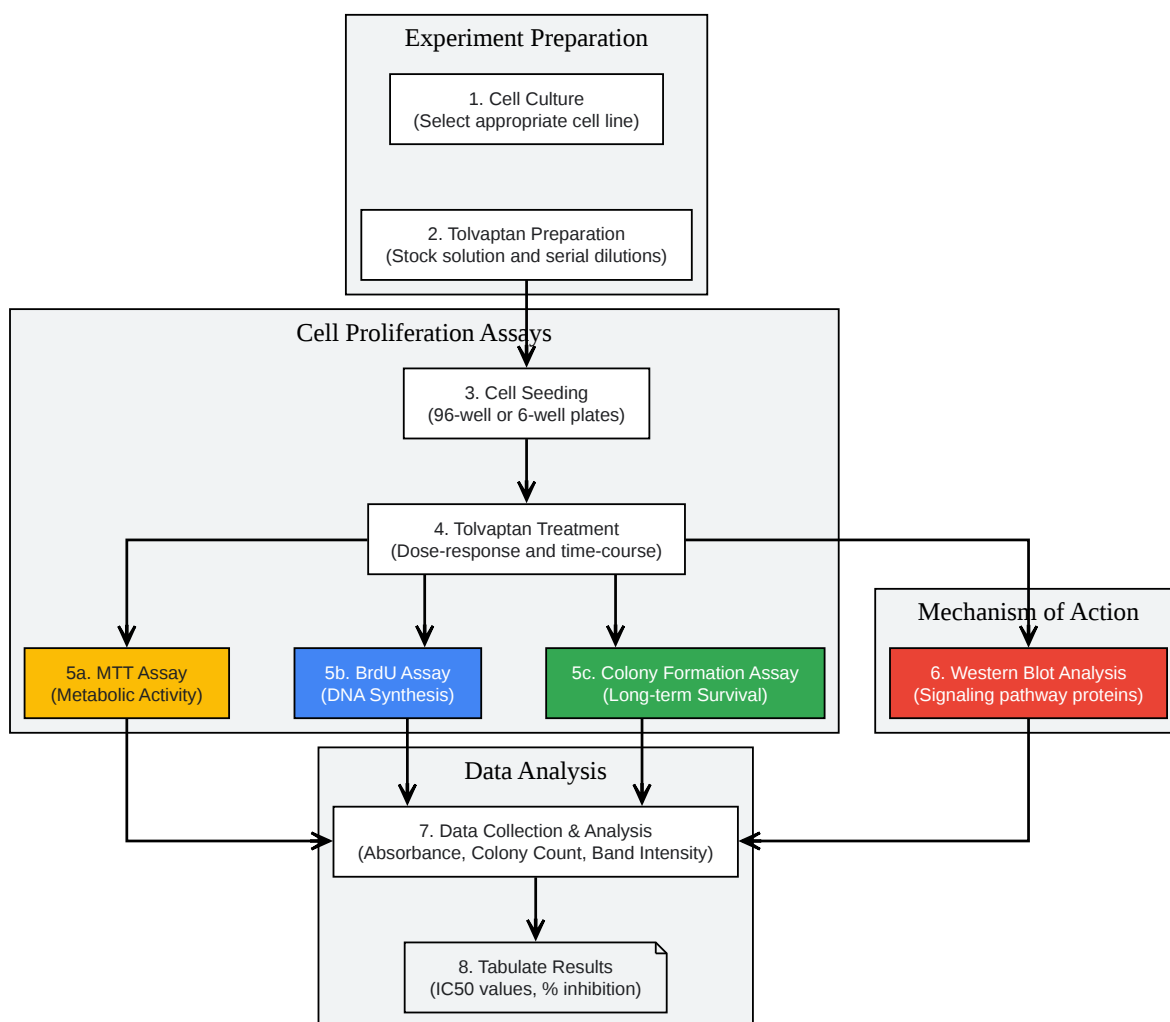 Experiment Preparation
1. Cell Culture
(Select appropriate cell line)
2. Tolvaptan Preparation
(Stock solution and serial dilutions)
Cell Proliferation Assays
3. Cell Seeding
(96-well or 6-well plates)
4. Tolvaptan Treatment
(Dose-response and time-course)
Mechanism of Action
5a. MTT Assay
(Metabolic Activity)
5b. BrdU Assay
(DNA Synthesis)
5c. Colony Formation Assay
(Long-term Survival)
6. Western Blot Analysis
(Signaling pathway proteins)
Data Analysis
7. Data Collection & Analysis
(Absorbance, Colony Count, Band Intensity)
8. Tabulate Results
(IC50 values, % inhibition)